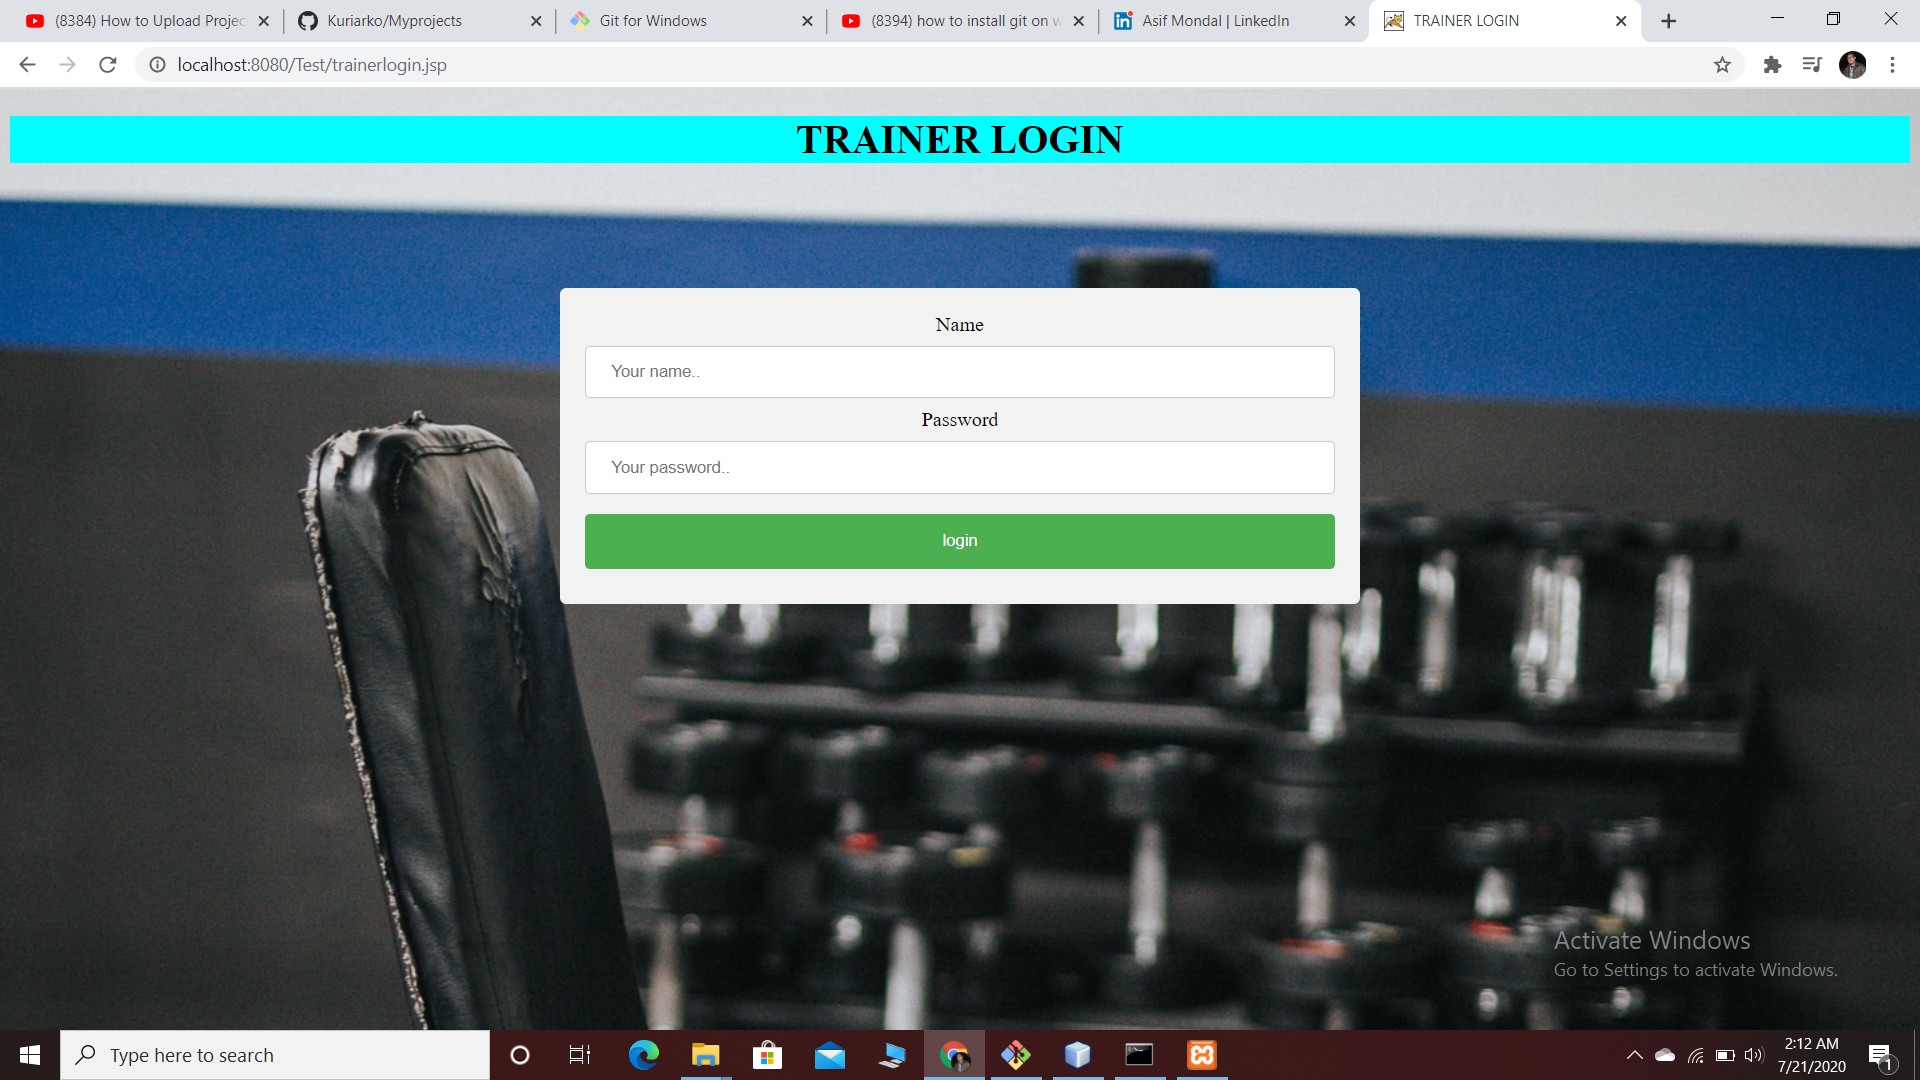 (8384) How to Upload Projec
Kuriarko/Myprojects
Git for Windows
(8394) how to install git on w
Asif Mondal | LinkedIn
TRAINER LOGIN
localhost:8080/Test/trainerlogin.jsp
TRAINER LOGIN
Name
Your name..
Password
Your password..
login
Activate Windows
Go to Settings to activate Windows.
Type here to search
2:12 AM
7/21/2020
1